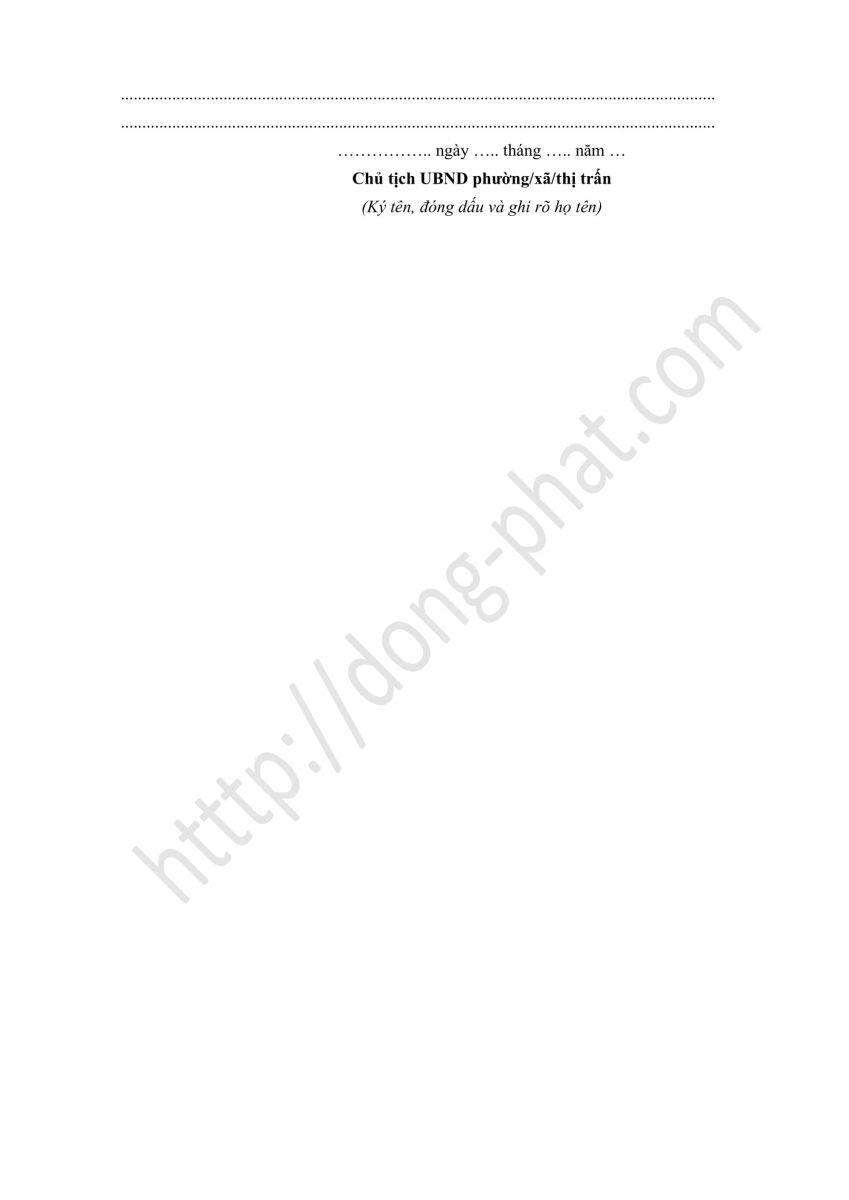 ....................................................................................................................................................
....................................................................................................................................................
…………….. ngày ….. tháng ….. năm …
Chủ tịch UBND phường/xã/thị trấn
(Ký tên, đóng dấu và ghi rõ họ tên)
htttp://dong-phat.com